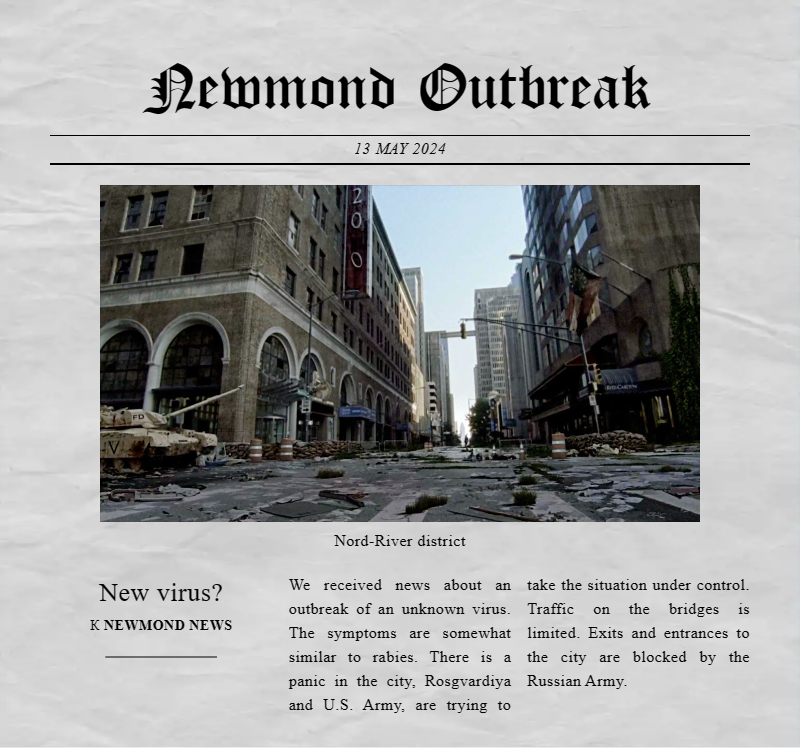 Newmond Outbreak
13 MAY 2024
20
0
FD
V
Nord-River district
New virus?
K NEWMOND NEWS
We received news about an
outbreak of an unknown virus.
The symptoms are somewhat
similar to rabies. There is a
panic in the city, Rosgvardiya
and U.S. Army, are trying to
take the situation under control.
Traffic on the bridges is
limited. Exits and entrances to
the city are blocked by the
Russian Army.